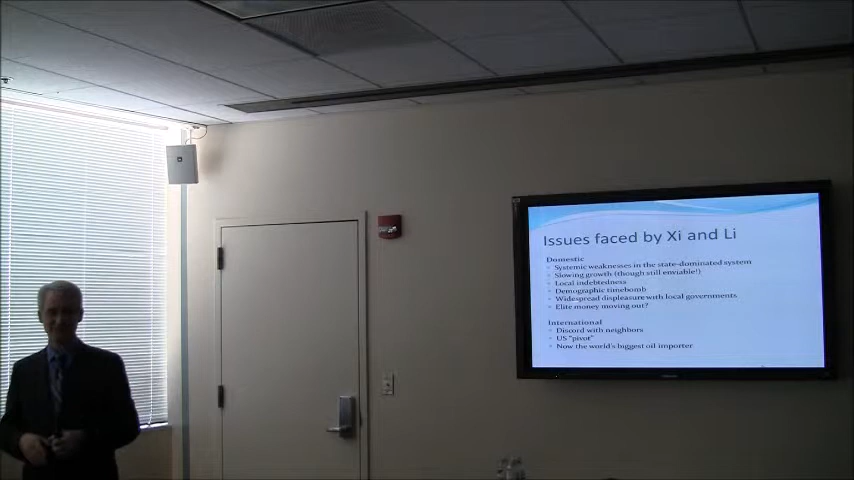 Issues faced by Xi and Li
Domestic
Systemic weaknesses in the state-dominated system
Slowing growth (though still enviable!)
Local indebtedness
Demographic timebomb
Widespread displeasure with local governments
Elite money moving out?
International
Discord with neighbors
US "pivot"
Now the world's biggest oil importer